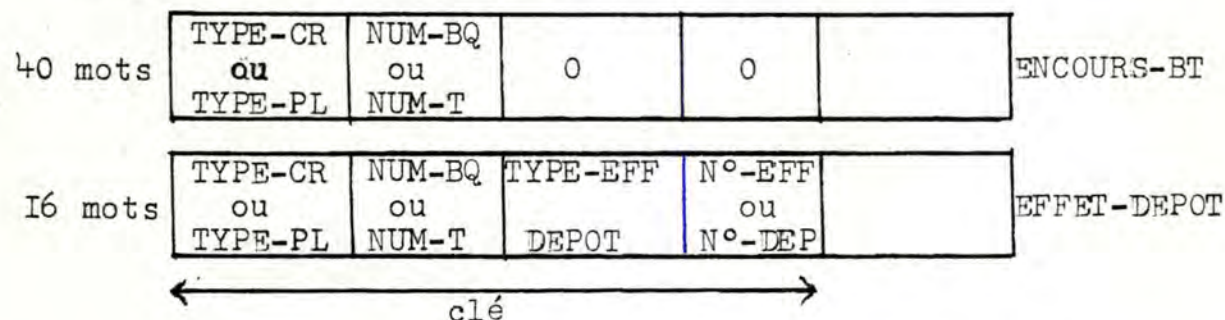 TYPE-CR NUM-BQ
40 mots ou ou 0 0 ENCOURS-BT
TYPE-PL NUM-T
TYPE-CR NUM-BQ TYPE-EFF N°-EFF
I6 mots ou ou ou EFFET-DEPOT
TYPE-PL NUM-T DEPOT N°-DEP
clé